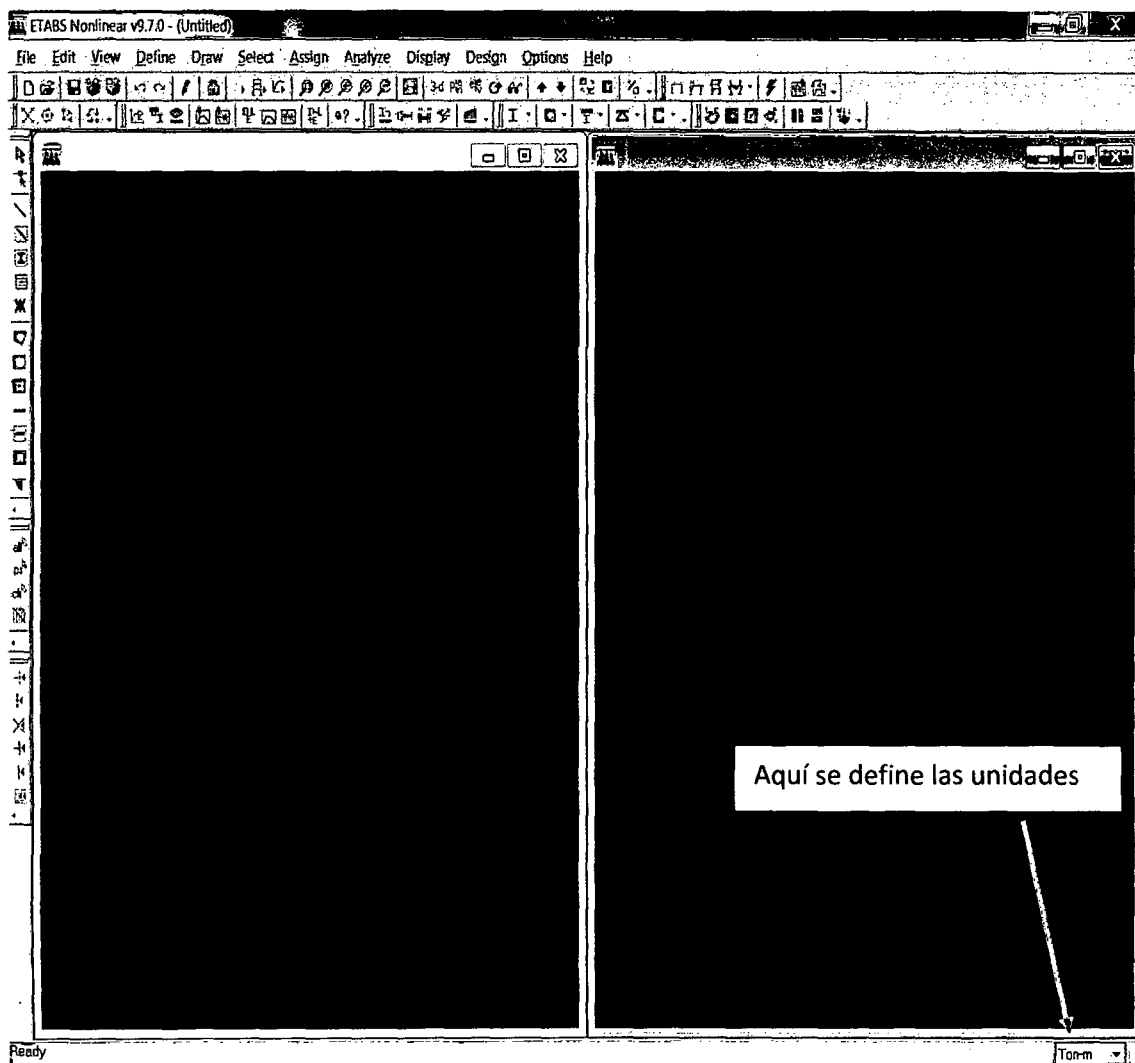 ETABS Nonlinear v9.7.0 - (Untitled)
File Edit View Define Draw Select Assign Analyze Display Design Options Help
Aquí se define las unidades
Ready
Ton-m